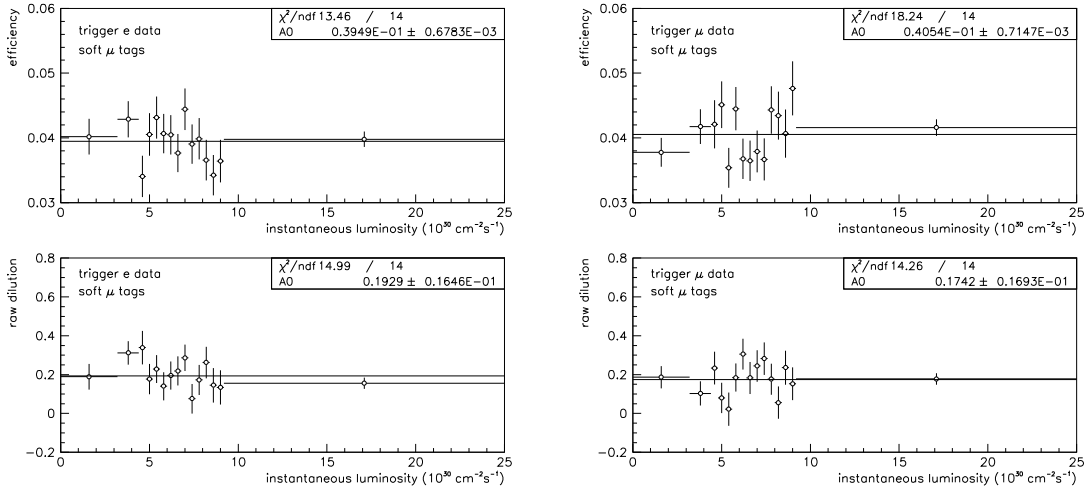 χ²/ndf 13.46 / 14
A0 0.3949E-01 ± 0.6783E-03
trigger e data
soft μ tags
efficiency
0.06
0.05
0.04
0.03
0 5 10 15 20 25
instantaneous luminosity (10³⁰ cm⁻²s⁻¹)
χ²/ndf 18.24 / 14
A0 0.4054E-01 ± 0.7147E-03
trigger μ data
soft μ tags
efficiency
0.06
0.05
0.04
0.03
0 5 10 15 20 25
instantaneous luminosity (10³⁰ cm⁻²s⁻¹)
χ²/ndf 14.99 / 14
A0 0.1929 ± 0.1646E-01
trigger e data
soft μ tags
raw dilution
0.8
0.6
0.4
0.2
0
-0.2
0 5 10 15 20 25
instantaneous luminosity (10³⁰ cm⁻²s⁻¹)
χ²/ndf 14.26 / 14
A0 0.1742 ± 0.1693E-01
trigger μ data
soft μ tags
raw dilution
0.8
0.6
0.4
0.2
0
-0.2
0 5 10 15 20 25
instantaneous luminosity (10³⁰ cm⁻²s⁻¹)